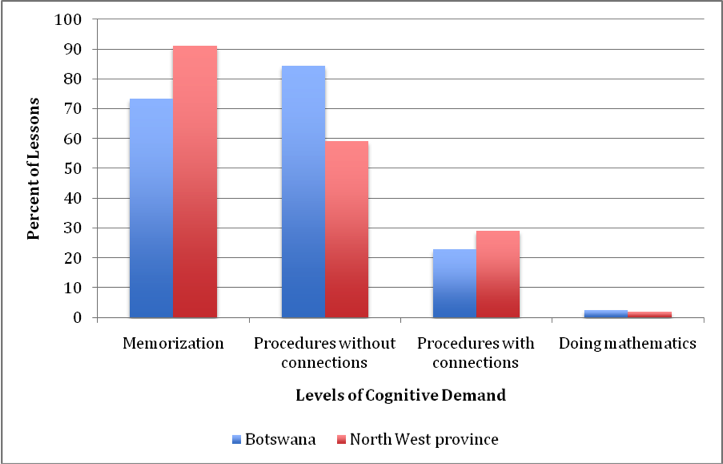 100
90
80
70
60
50
40
30
20
10
0
Percent of Lessons
Memorization
Procedures without
connections
Procedures with
connections
Doing mathematics
Levels of Cognitive Demand
Botswana
North West province